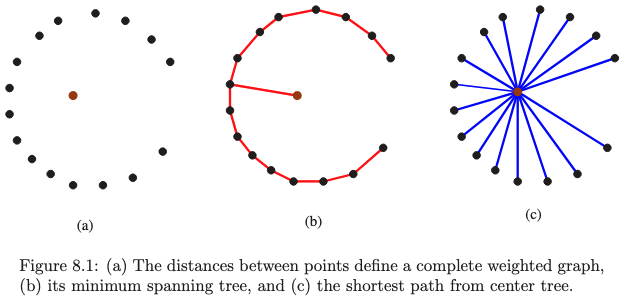 (a)
(b)
(c)
Figure 8.1: (a) The distances between points define a complete weighted graph,
(b) its minimum spanning tree, and (c) the shortest path from center tree.